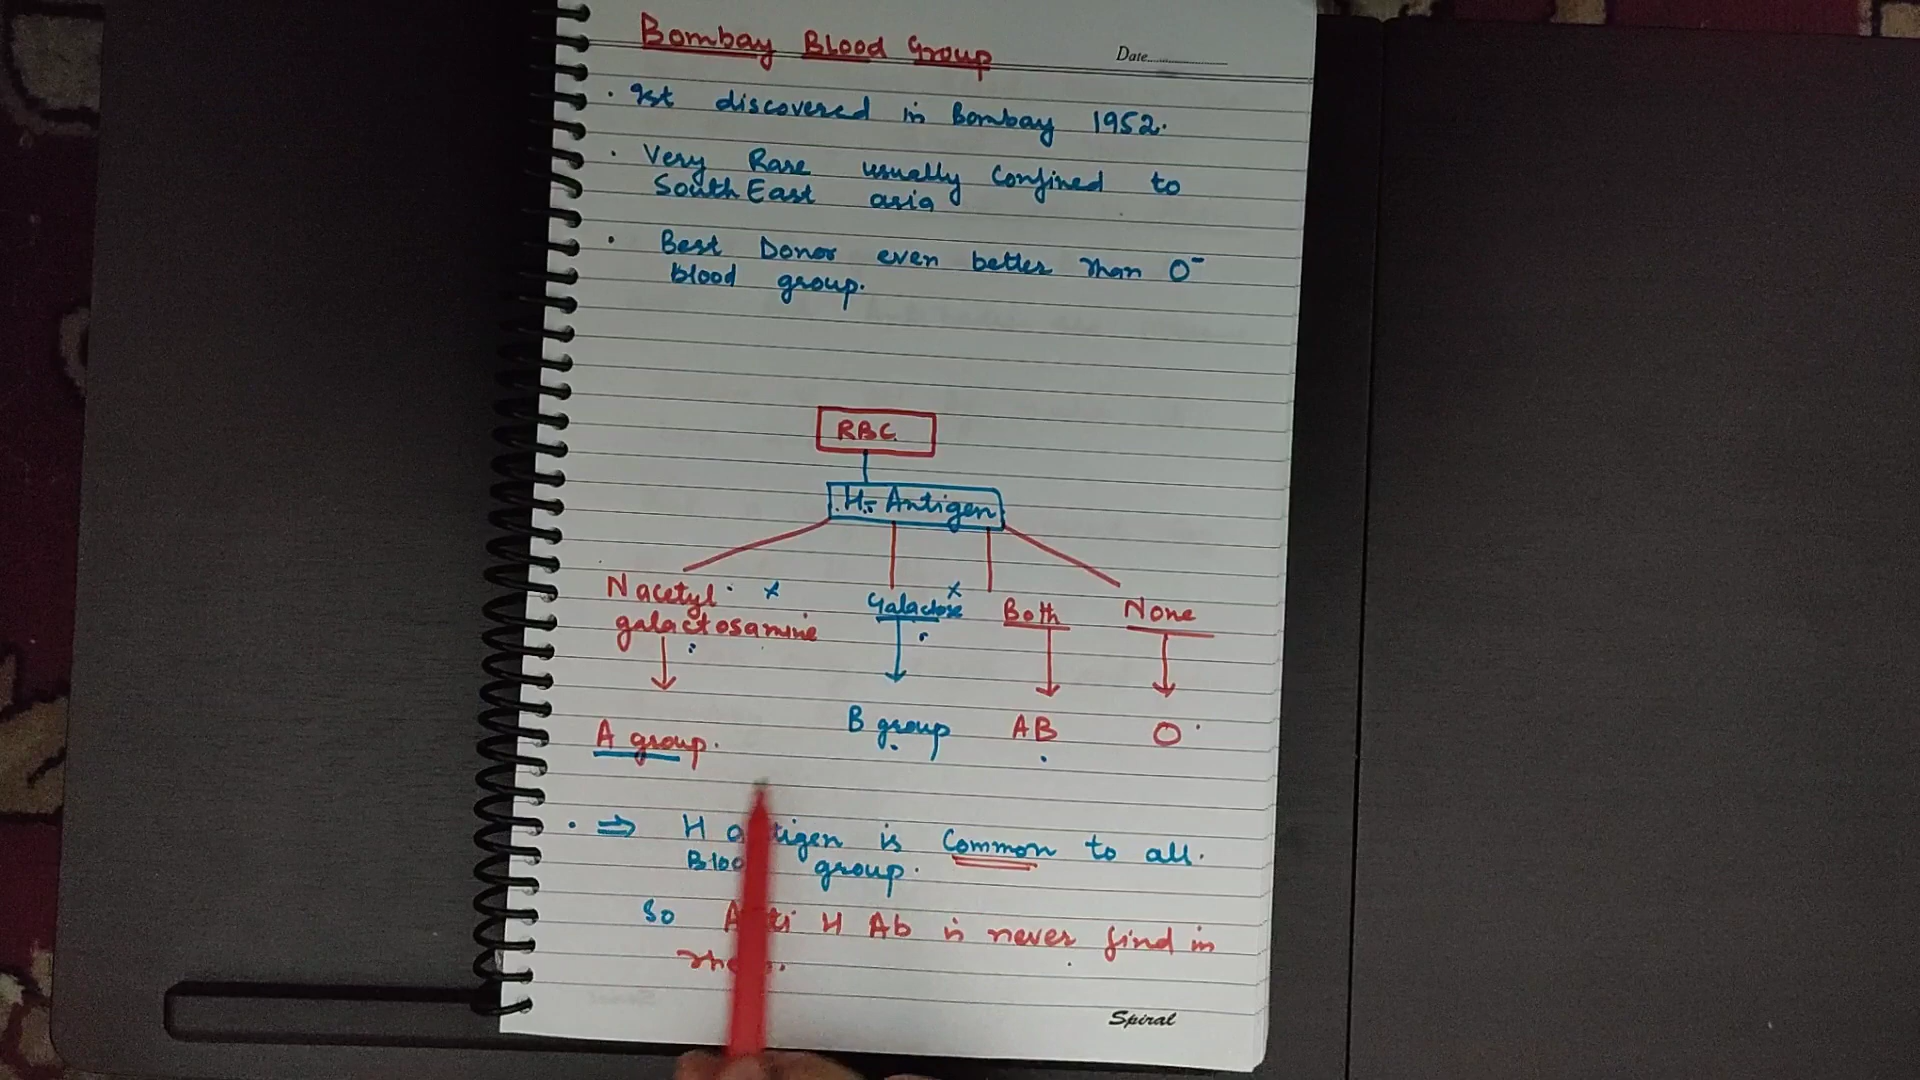 Bombay Blood Group
Date
· 1st discovered in Bombay 1952.
· Very Rare usually Confined to
South East asia
· Best Donor even better than O⁻
blood group.
RBC
H- Antigen
N acetyl x
galactosamine
Galactose x
Both
None
A group.
B group
AB
O
· ⇒ H is Common to all.
group.
So H Ab is never find in
Spiral